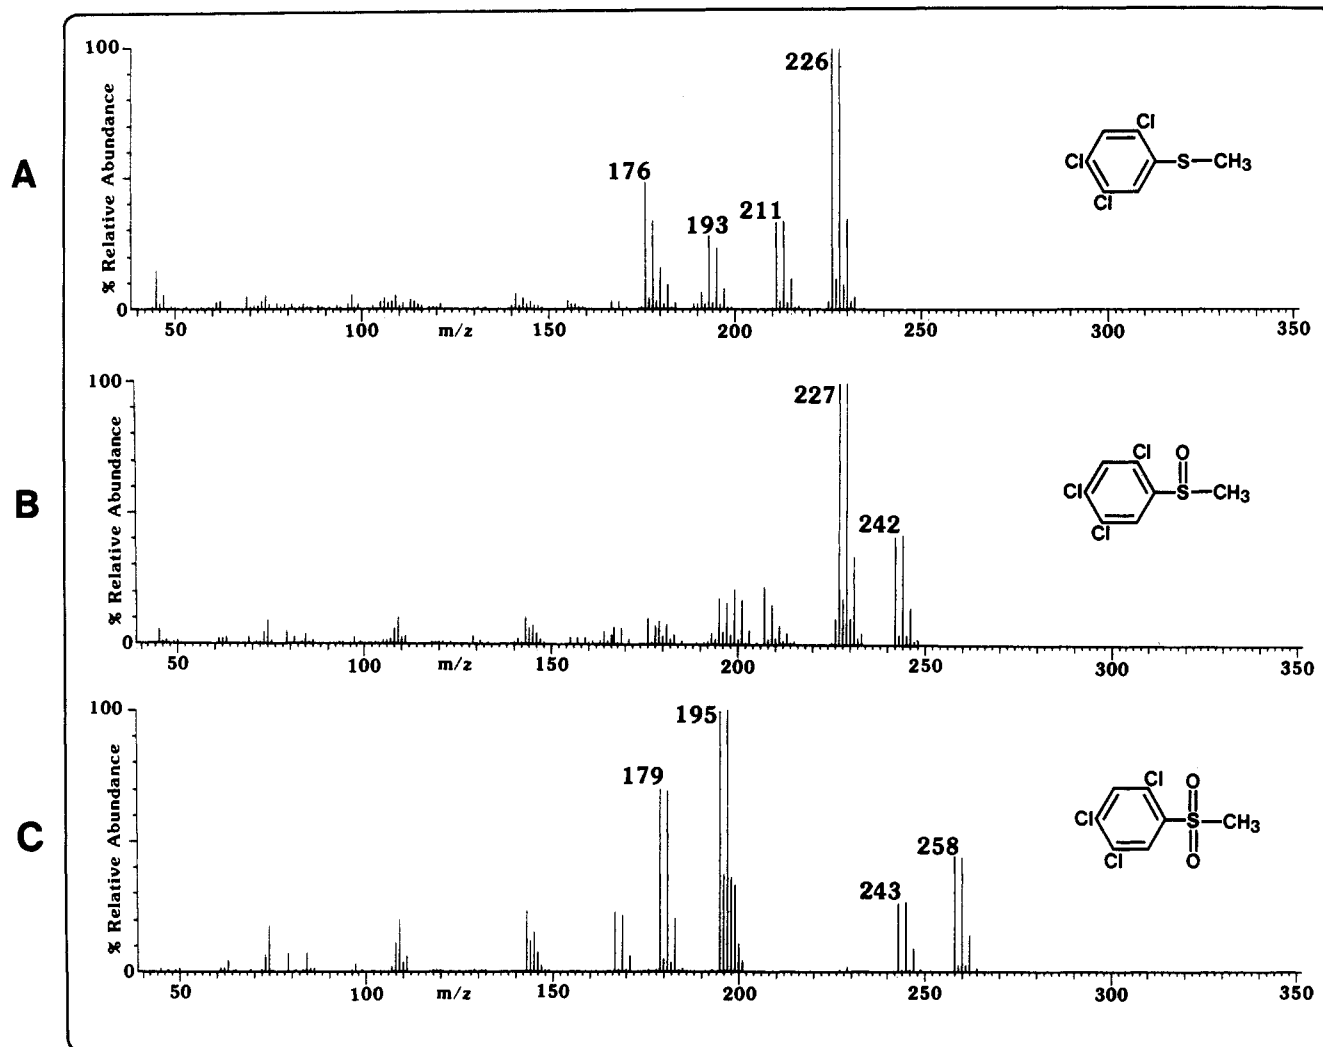 A
% Relative Abundance
100
0
176
193
211
226
50
100
m/z
150
200
250
300
350
Cl
Cl
Cl
S
CH3
B
% Relative Abundance
100
0
227
242
50
100
m/z
150
200
250
300
350
O
Cl
Cl
Cl
S
CH3
C
% Relative Abundance
100
0
179
195
243
258
50
100
m/z
150
200
250
300
350
O
Cl
Cl
Cl
S
CH3
O